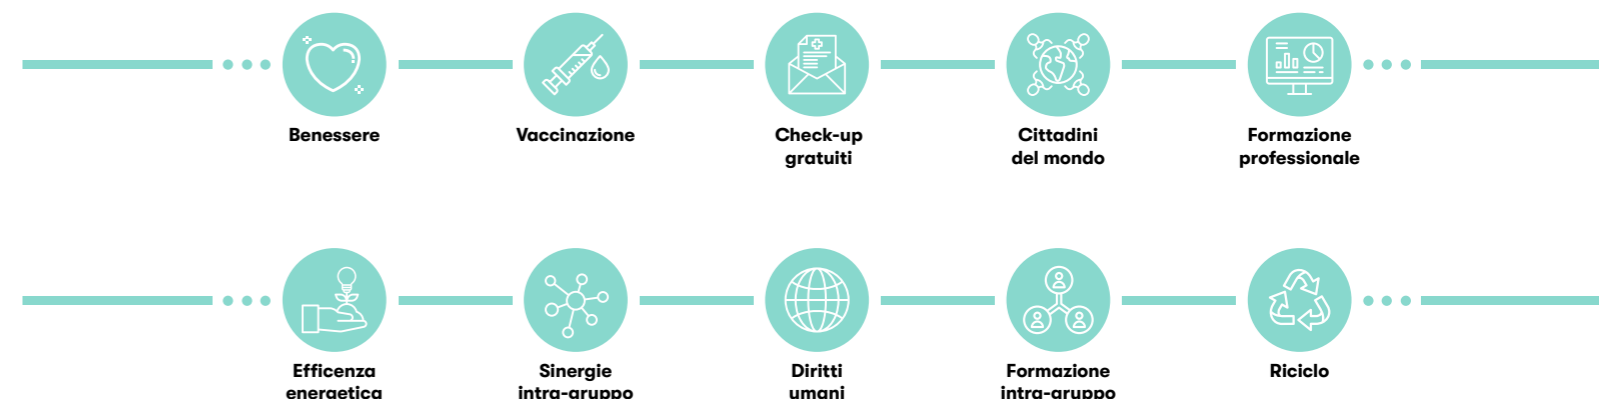 Benessere
Vaccinazione
Check-up
gratuiti
Cittadini
del mondo
Formazione
professionale
Efficenza
energetica
Sinergie
intra-gruppo
Diritti
umani
Formazione
intra-gruppo
Riciclo